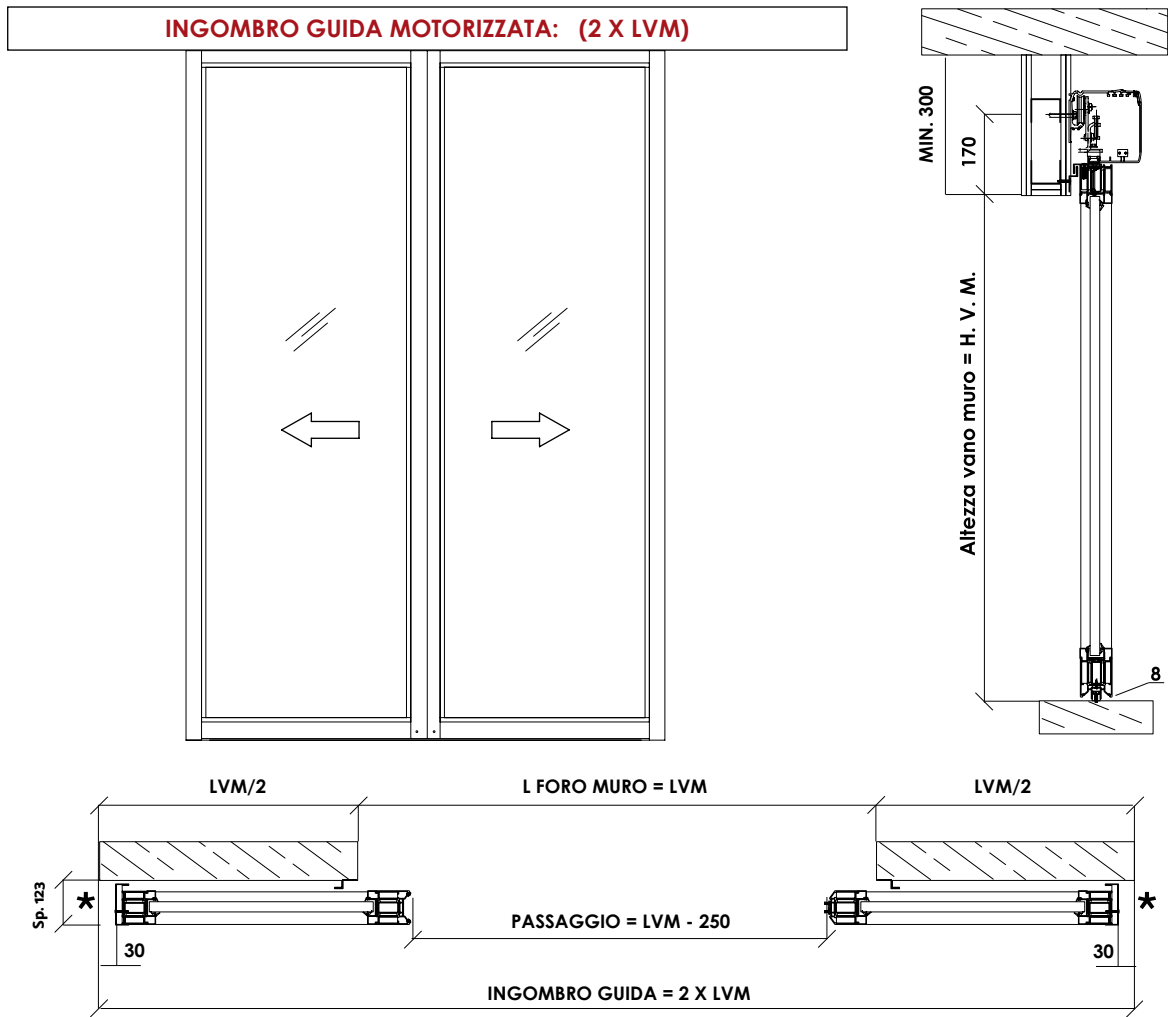 INGOMBRO GUIDA MOTORIZZATA: (2 X LVM)
MIN. 300
170
Altezza vano muro = H. V. M.
8
LVM/2
L FORO MURO = LVM
LVM/2
Sp. 123
*
*
PASSAGGIO = LVM - 250
30
30
INGOMBRO GUIDA = 2 X LVM